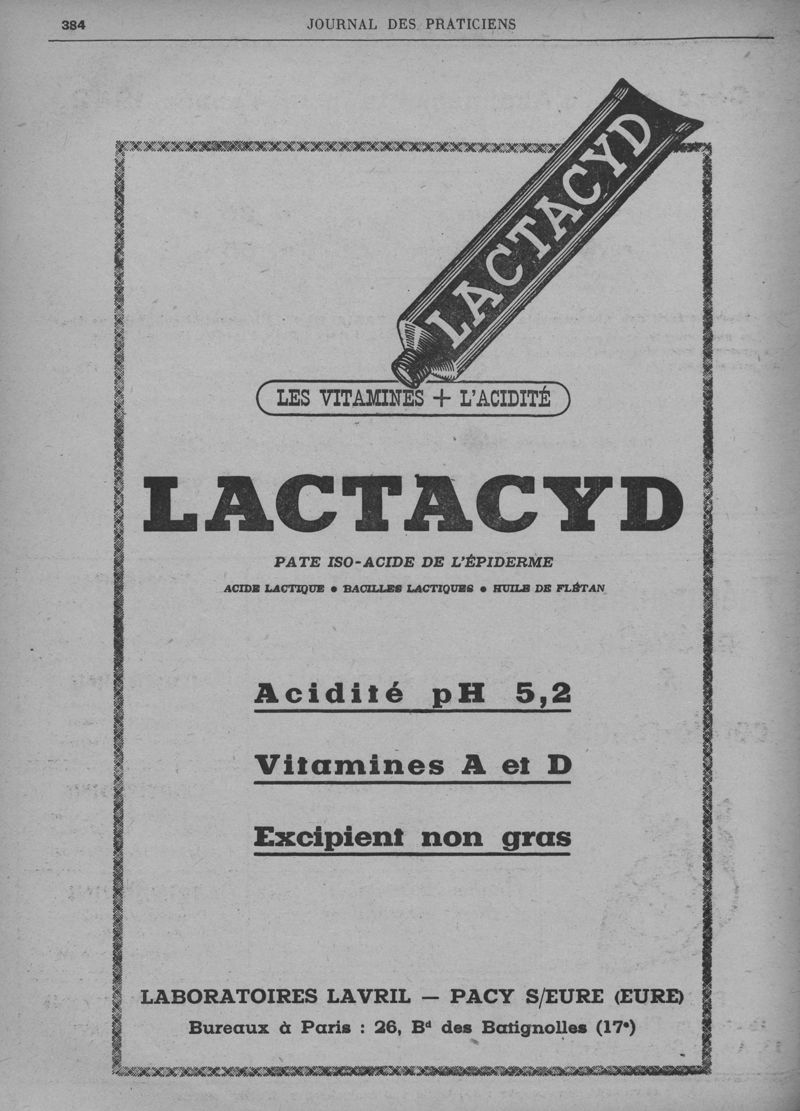 384
JOURNAL DES PRATICIENS
LACTACYD
LES VITAMINES + L'ACIDITÉ
LACTACYD
PATE ISO-ACIDE DE L'ÉPIDERME
ACIDE LACTIQUE • BACILLES LACTIQUES • HUILE DE FLÉTAN
Acidité pH 5,2
Vitamines A et D
Excipient non gras
LABORATOIRES LAVRIL — PACY S/EURE (EURE)
Bureaux à Paris : 26, Bd des Batignolles (17e)